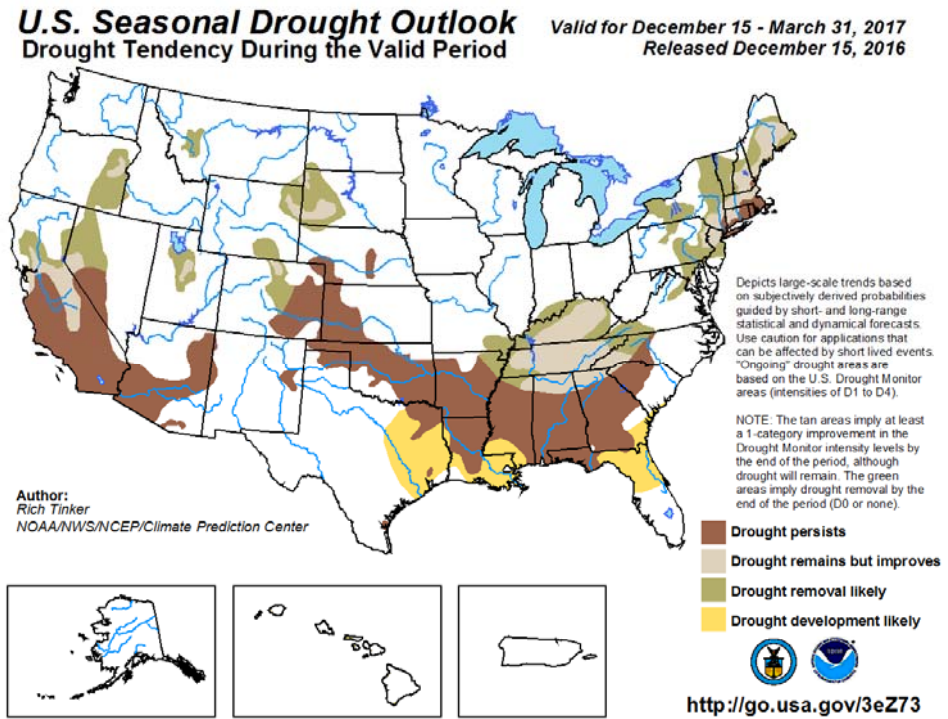 U.S. Seasonal Drought Outlook
Drought Tendency During the Valid Period
Valid for December 15 - March 31, 2017
Released December 15, 2016
Depicts large-scale trends based
on subjectively derived probabilities
guided by short- and long-range
statistical and dynamical forecasts.
Use caution for applications that
can be affected by short lived events.
"Ongoing" drought areas are
based on the U.S. Drought Monitor
areas (intensities of D1 to D4).
NOTE: The tan areas imply at least
a 1-category improvement in the
Drought Monitor intensity levels by
the end of the period, although
drought will remain. The green
areas imply drought removal by the
end of the period (D0 or none).
Author:
Rich Tinker
NOAA/NWS/NCEP/Climate Prediction Center
Drought persists
Drought remains but improves
Drought removal likely
Drought development likely
http://go.usa.gov/3eZ73